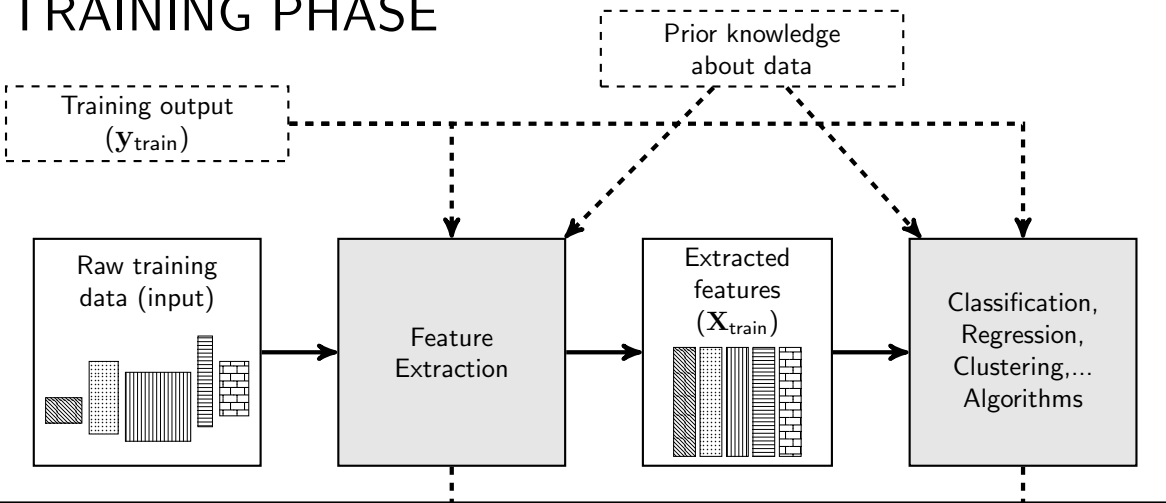 TRAINING PHASE
Prior knowledge
about data
Training output
(y_train)
Raw training
data (input)
Feature
Extraction
Extracted
features
(X_train)
Classification,
Regression,
Clustering,...
Algorithms